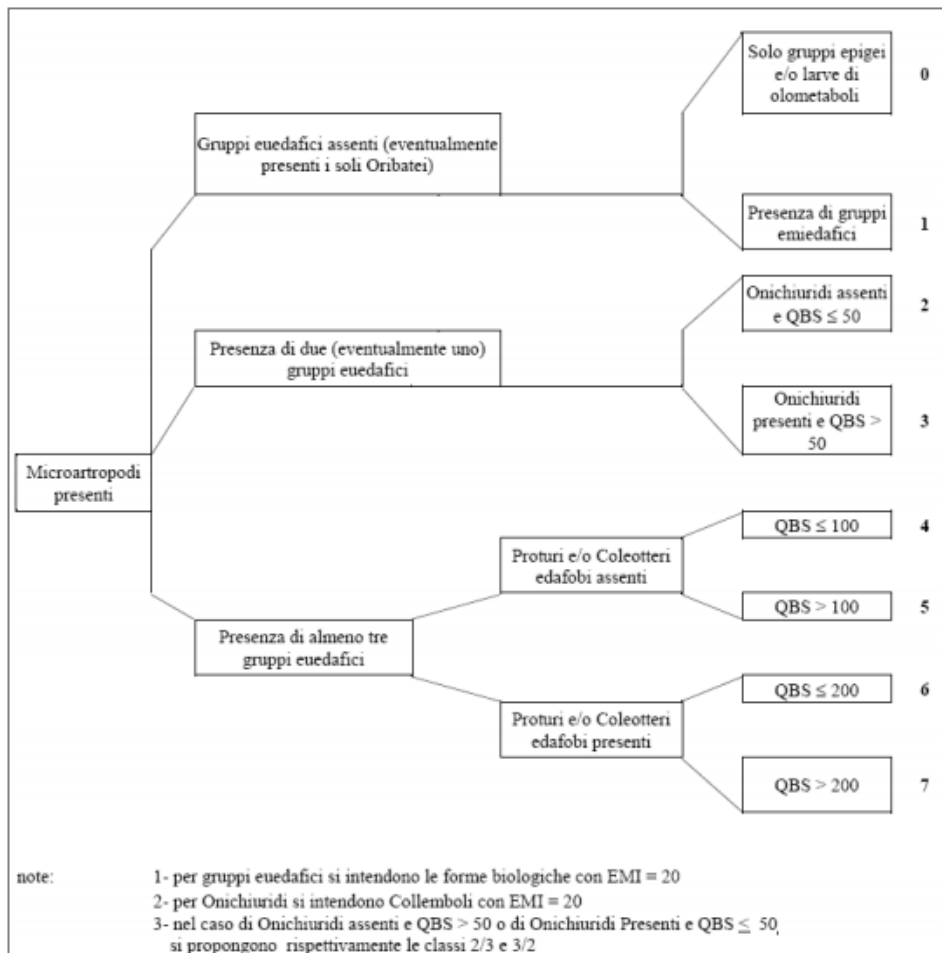 Solo gruppi epigei
e/o larve di
olometaboli
0
Gruppi euedafici assenti (eventualmente
presenti i soli Oribatei)
Presenza di gruppi
emiedafici
1
Onichiuridi assenti
e QBS ≤ 50
2
Presenza di due (eventualmente uno)
gruppi euedafici
Onichiuridi
presenti e QBS >
50
3
Microartropodi
presenti
QBS ≤ 100
4
Proturi e/o Coleotteri
edafobi assenti
QBS > 100
5
Presenza di almeno tre
gruppi euedafici
QBS ≤ 200
6
Proturi e/o Coleotteri
edafobi presenti
QBS > 200
7
note:
1- per gruppi euedafici si intendono le forme biologiche con EMI = 20
2- per Onichiuridi si intendono Collemboli con EMI = 20
3- nel caso di Onichiuridi assenti e QBS > 50 o di Onichiuridi Presenti e QBS ≤ 50,
si propongono rispettivamente le classi 2/3 e 3/2